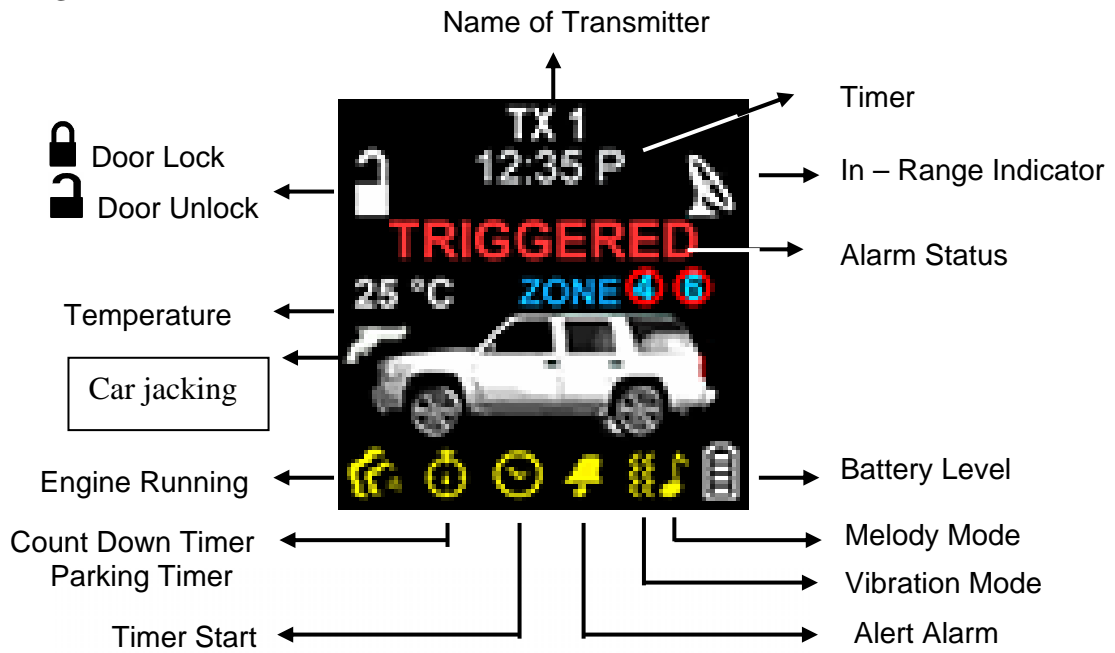 Name of Transmitter
TX 1
12:35 P
Timer
Door Lock
Door Unlock
In – Range Indicator
TRIGGERED
Alarm Status
25 °C
ZONE 4 6
Temperature
Car jacking
Engine Running
Battery Level
Count Down Timer
Parking Timer
Melody Mode
Vibration Mode
Timer Start
Alert Alarm